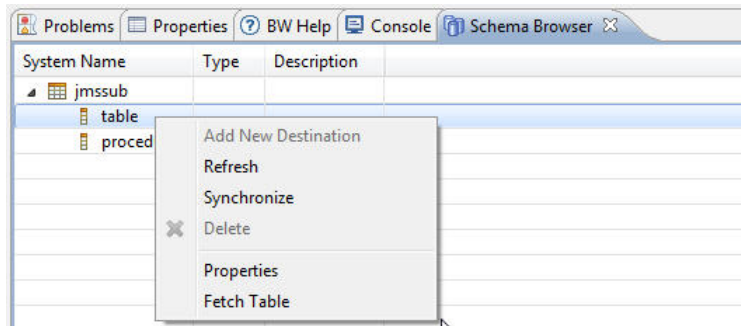 Problems Properties BW Help Console Schema Browser
System Name Type Description
jmssub
table
proced
Add New Destination
Refresh
Synchronize
Delete
Properties
Fetch Table